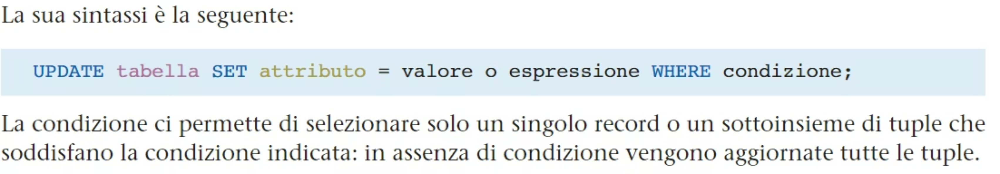 La sua sintassi è la seguente:
UPDATE tabella SET attributo = valore o espressione WHERE condizione;
La condizione ci permette di selezionare solo un singolo record o un sottoinsieme di tuple che
soddisfano la condizione indicata: in assenza di condizione vengono aggiornate tutte le tuple.